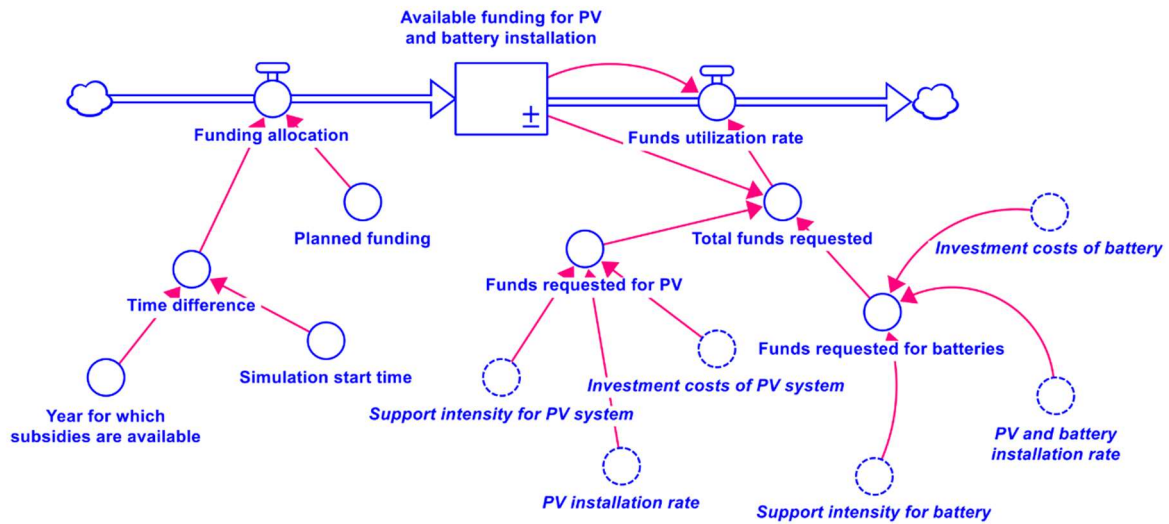 Available funding for PV
and battery installation
Funding allocation
Funds utilization rate
Planned funding
Total funds requested
Investment costs of battery
Funds requested for PV
Time difference
Funds requested for batteries
Simulation start time
Investment costs of PV system
Support intensity for PV system
Year for which
subsidies are available
PV and battery
installation rate
PV installation rate
Support intensity for battery